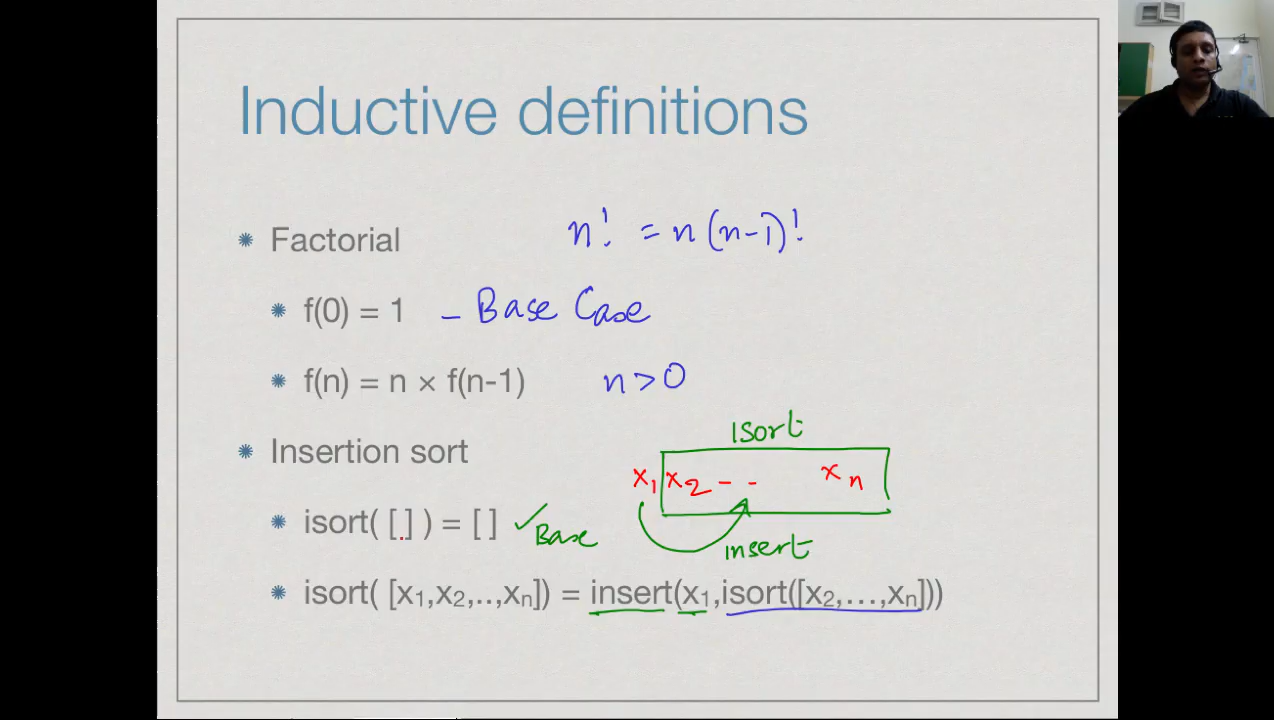 Inductive definitions
Factorial n! = n(n-1)!
f(0) = 1 - Base Case
f(n) = n × f(n-1) n>0
isort
Insertion sort x₁ x₂ - - xₙ
isort( [ ] ) = [ ] ✓ Base insert
isort( [x₁,x₂,..,xₙ]) = insert(x₁,isort([x₂,…,xₙ]))